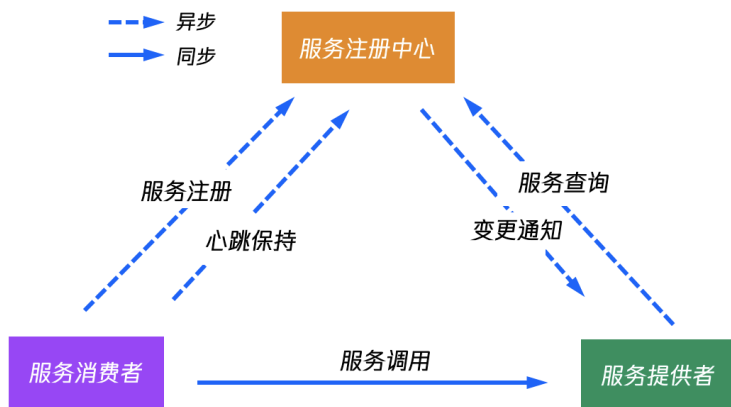 异步
同步
服务注册中心
服务注册
服务查询
心跳保持
变更通知
服务调用
服务消费者
服务提供者